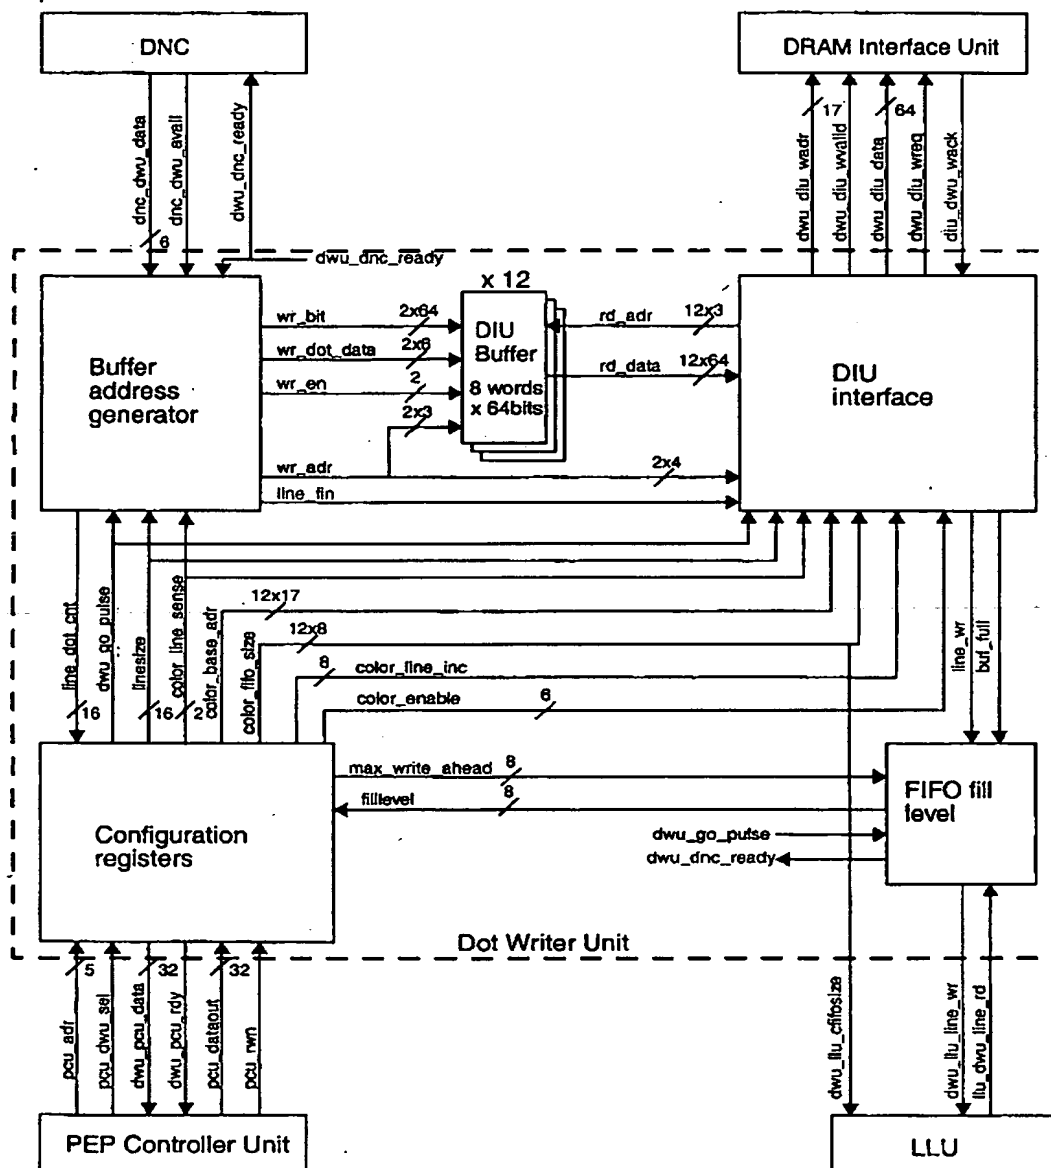 DNC
DRAM Interface Unit
dnc_dwu_data
6
dnc_dwu_avail
dwu_dnc_ready
dwu_diu_wadr
17
dwu_diu_wvalid
dwu_diu_data
64
dwu_diu_wreq
diu_dwu_wack
dwu_dnc_ready
x 12
Buffer
address
generator
wr_bit
2x64
wr_dot_data
2x6
wr_en
2
2x3
wr_adr
2x4
line_fin
DIU
Buffer
8 words
x 64bits
rd_adr
12x3
rd_data
12x64
DIU
interface
line_dot_cnt
16
dwu_go_pulse
linesize
16
color_line_sense
2
color_base_adr
12x17
color_fifo_size
12x8
8
color_line_inc
color_enable
6
line_wr
buf_full
Configuration
registers
max_write_ahead
8
filllevel
8
dwu_go_pulse
dwu_dnc_ready
FIFO fill
level
Dot Writer Unit
pcu_adr
5
pcu_dwu_sel
dwu_pcu_data
32
dwu_pcu_rdy
pcu_dataout
32
pcu_rwn
dwu_llu_cfifosize
dwu_llu_line_wr
llu_dwu_line_rd
PEP Controller Unit
LLU